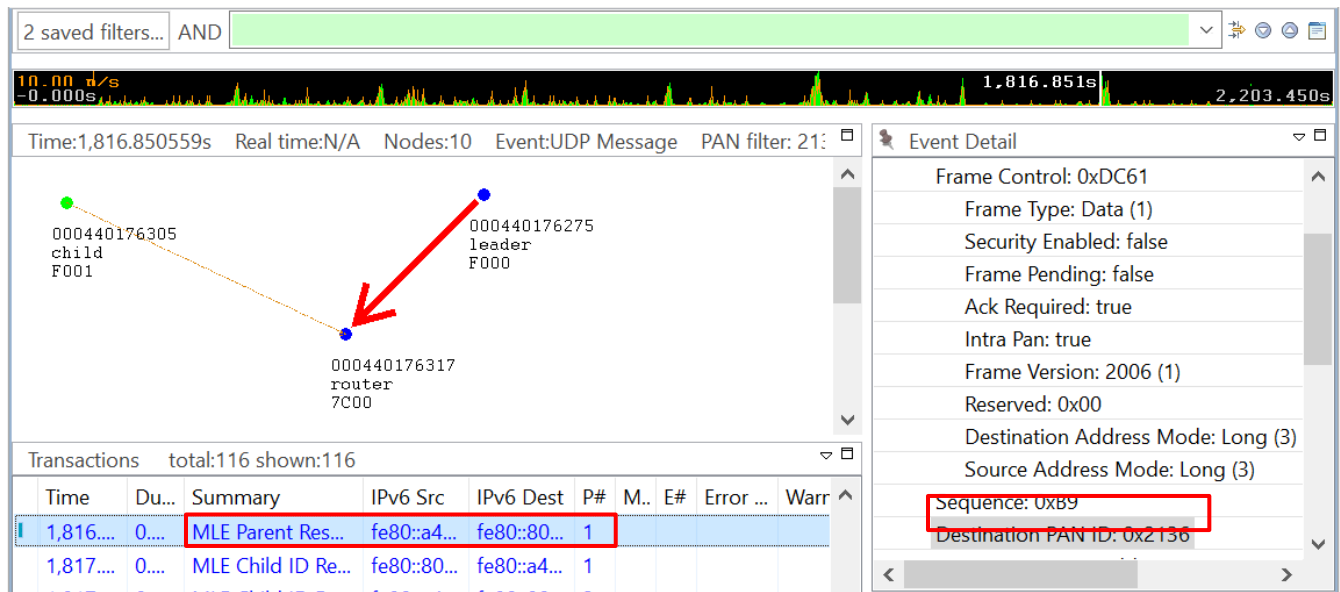 2 saved filters... AND
10.00 m/s
-0.000s
1,816.851s
2,203.450s
Time:1,816.850559s Real time:N/A Nodes:10 Event:UDP Message PAN filter: 213
000440176305
child
F001
000440176275
leader
F000
000440176317
router
7C00
Transactions total:116 shown:116
Time Du... Summary IPv6 Src IPv6 Dest P# M.. E# Error ... Warr
1,816.... 0.... MLE Parent Res... fe80::a4... fe80::80... 1
1,817.... 0.... MLE Child ID Re... fe80::80... fe80::a4... 1
Event Detail
Frame Control: 0xDC61
Frame Type: Data (1)
Security Enabled: false
Frame Pending: false
Ack Required: true
Intra Pan: true
Frame Version: 2006 (1)
Reserved: 0x00
Destination Address Mode: Long (3)
Source Address Mode: Long (3)
Sequence: 0xB9
Destination PAN ID: 0x2136